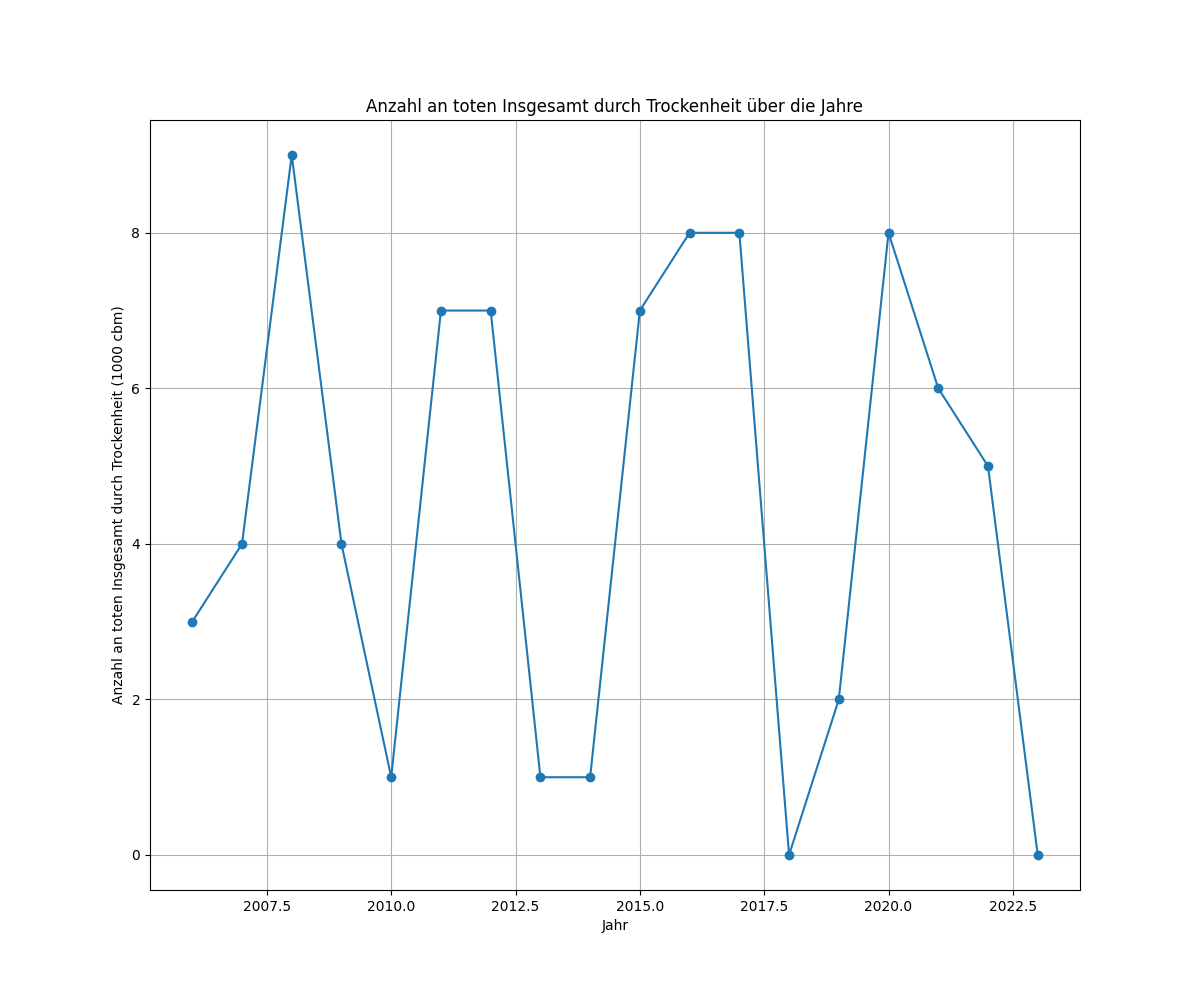 Anzahl an toten Insgesamt durch Trockenheit über die Jahre
Anzahl an toten Insgesamt durch Trockenheit (1000 cbm)
8
6
4
2
0
2007.5 2010.0 2012.5 2015.0 2017.5 2020.0 2022.5
Jahr